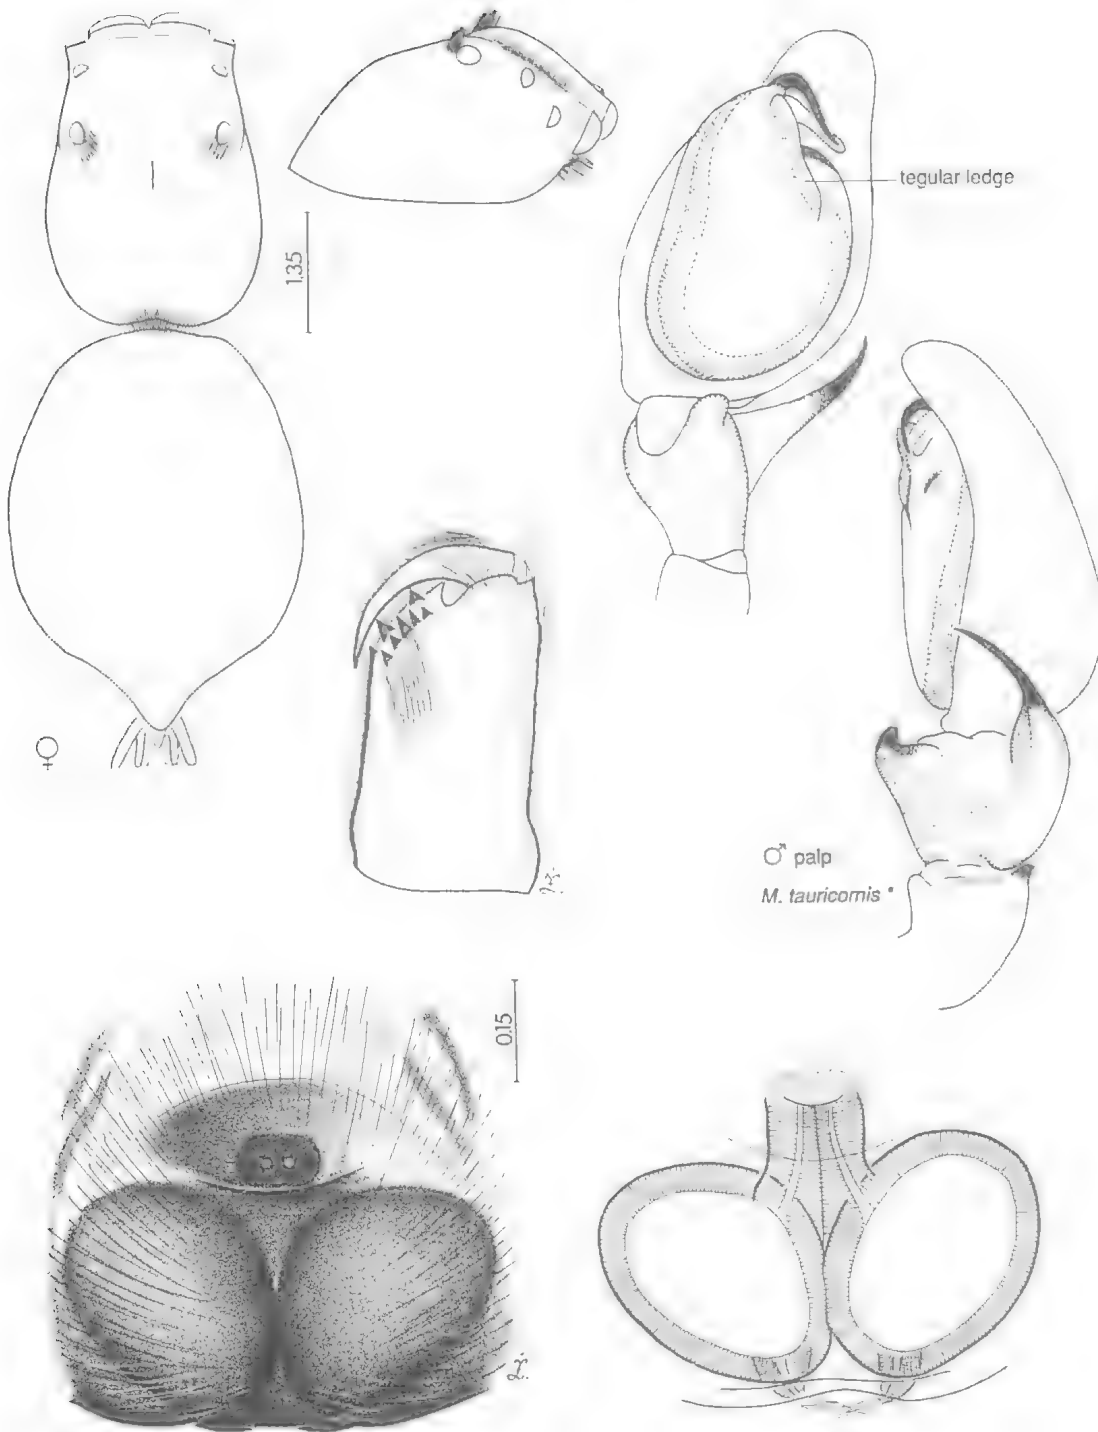 1.35
tegular ledge
♀
♂ palp
M. tauricornis *
0.15